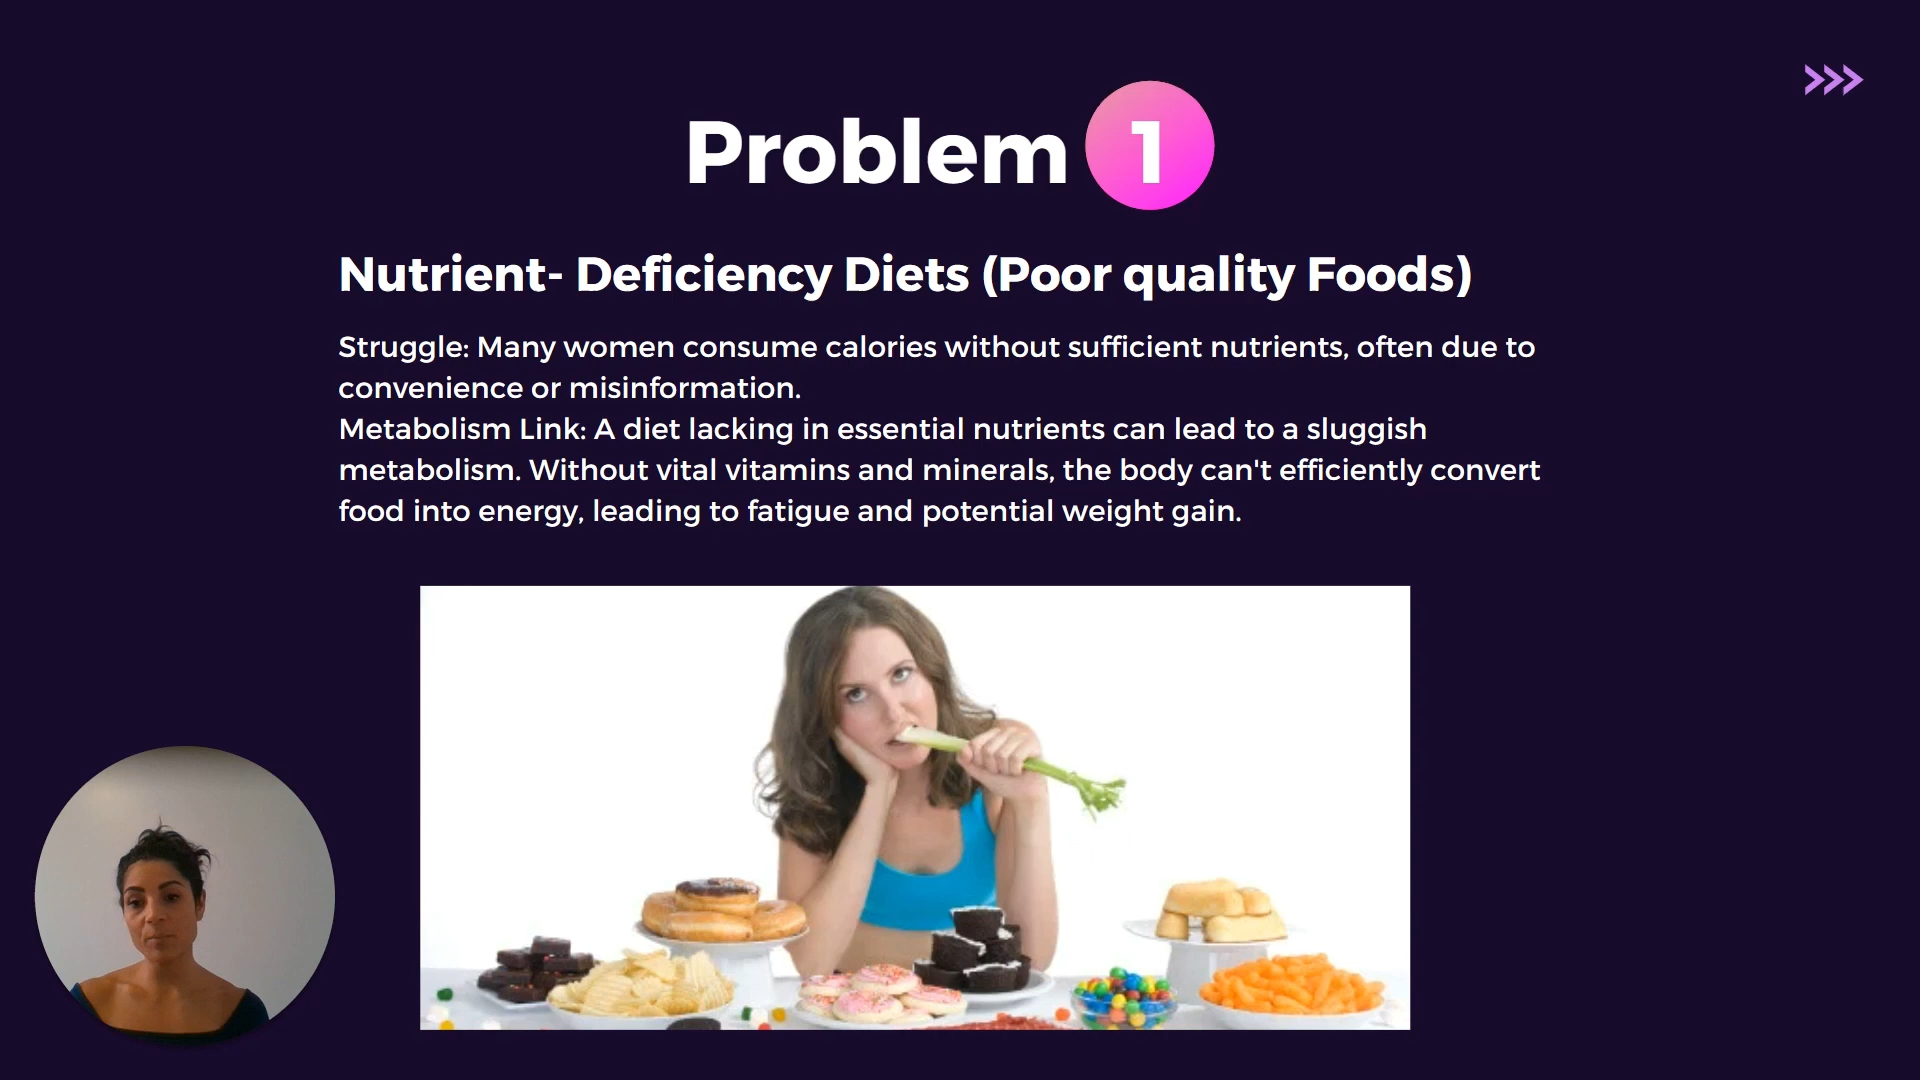 Problem 1
Nutrient- Deficiency Diets (Poor quality Foods)
Struggle: Many women consume calories without sufficient nutrients, often due to
convenience or misinformation.
Metabolism Link: A diet lacking in essential nutrients can lead to a sluggish
metabolism. Without vital vitamins and minerals, the body can't efficiently convert
food into energy, leading to fatigue and potential weight gain.